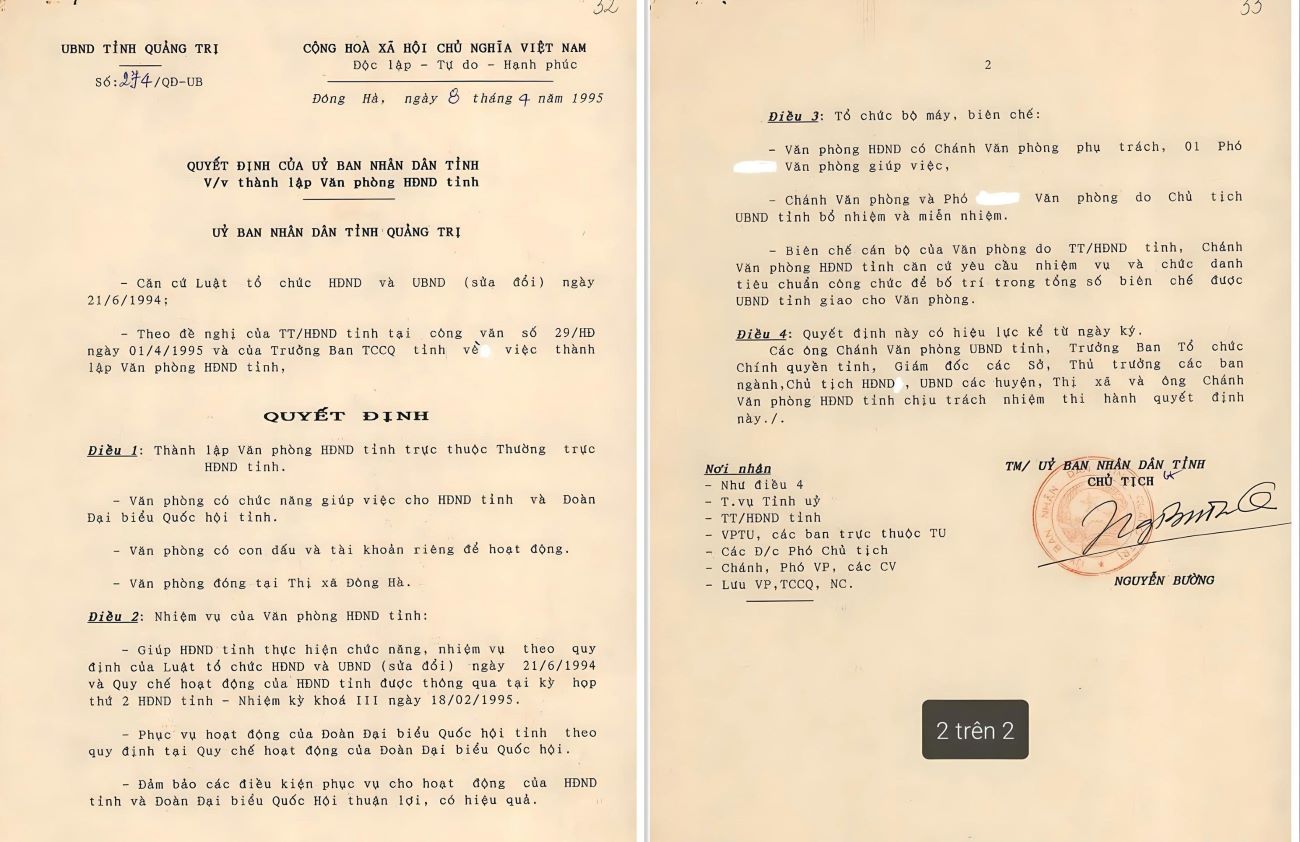 32
UBND TỈNH QUẢNG TRỊ
Số:274/QĐ-UB
CỘNG HOÀ XÃ HỘI CHỦ NGHĨA VIỆT NAM
Độc lập - Tự do - Hạnh phúc
Đông Hà, ngày 8 tháng 4 năm 1995
QUYẾT ĐỊNH CỦA UỶ BAN NHÂN DÂN TỈNH
V/v thành lập Văn phòng HĐND tỉnh
UỶ BAN NHÂN DÂN TỈNH QUẢNG TRỊ
- Căn cứ Luật tổ chức HĐND và UBND (sửa đổi) ngày
21/6/1994;
- Theo đề nghị của TT/HĐND tỉnh tại công văn số 29/HĐ
ngày 01/4/1995 và của Trưởng Ban TCCQ tỉnh về việc thành
lập Văn phòng HĐND tỉnh,
QUYẾT ĐỊNH
Điều 1: Thành lập Văn phòng HĐND tỉnh trực thuộc Thường trực
HĐND tỉnh.
- Văn phòng có chức năng giúp việc cho HĐND tỉnh và Đoàn
Đại biểu Quốc hội tỉnh.
- Văn phòng có con dấu và tài khoản riêng để hoạt động.
- Văn phòng đóng tại Thị xã Đông Hà.
Điều 2: Nhiệm vụ của Văn phòng HĐND tỉnh:
- Giúp HĐND tỉnh thực hiện chức năng, nhiệm vụ theo quy
định của Luật tổ chức HĐND và UBND (sửa đổi) ngày 21/6/1994
và Quy chế hoạt động của HĐND tỉnh được thông qua tại kỳ họp
thứ 2 HĐND tỉnh - Nhiệm kỳ khoá III ngày 18/02/1995.
- Phục vụ hoạt động của Đoàn Đại biểu Quốc hội tỉnh theo
quy định tại Quy chế hoạt động của Đoàn Đại biểu Quốc hội.
- Đảm bảo các điều kiện phục vụ cho hoạt động của HĐND
tỉnh và Đoàn Đại biểu Quốc Hội thuận lợi, có hiệu quả.
33
2
Điều 3: Tổ chức bộ máy, biên chế:
- Văn phòng HĐND có Chánh Văn phòng phụ trách, 01 Phó
Văn phòng giúp việc,
- Chánh Văn phòng và Phó Văn phòng do Chủ tịch
UBND tỉnh bổ nhiệm và miễn nhiệm.
- Biên chế cán bộ của Văn phòng do TT/HĐND tỉnh, Chánh
Văn phòng HĐND tỉnh căn cứ yêu cầu nhiệm vụ và chức danh
tiêu chuẩn công chức để bố trí trong tổng số biên chế được
UBND tỉnh giao cho Văn phòng.
Điều 4: Quyết định này có hiệu lực kể từ ngày ký.
Các ông Chánh Văn phòng UBND tỉnh, Trưởng Ban Tổ chức
Chính quyền tỉnh, Giám đốc các Sở, Thủ trưởng các ban
ngành,Chủ tịch HĐND , UBND các huyện, Thị xã và ông Chánh
Văn phòng HĐND tỉnh chịu trách nhiệm thi hành quyết định
này./.
Nơi nhận
- Như điều 4
- T.vụ Tỉnh uỷ
- TT/HĐND tỉnh
- VPTU, các ban trực thuộc TU
- Các Đ/c Phó Chủ tịch
- Chánh, Phó VP, các CV
- Lưu VP,TCCQ, NC.
TM/ UỶ BAN NHÂN DÂN TỈNH
CHỦ TỊCH
NGUYỄN BƯỜNG
2 trên 2